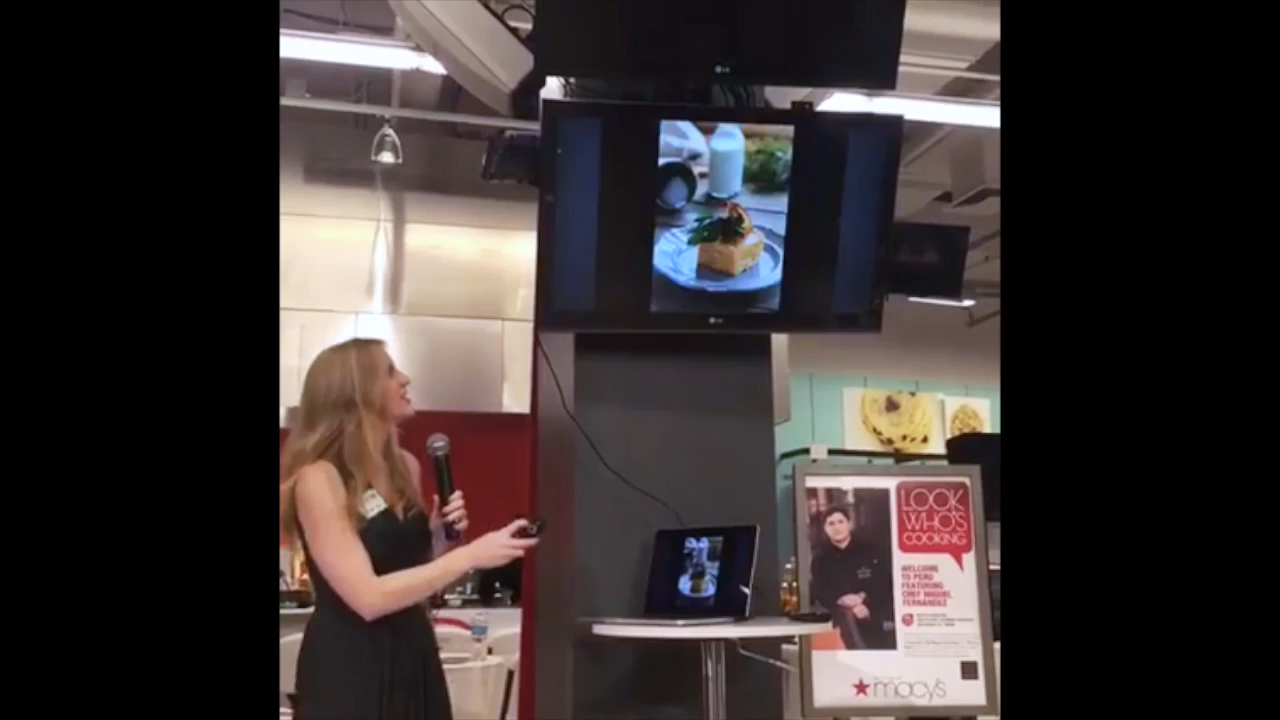 LG
LG
LOOK
WHO'S
COOKING
WELCOME
TO PERU
FEATURING
CHEF MIGUEL
FERNANDEZ
macy's